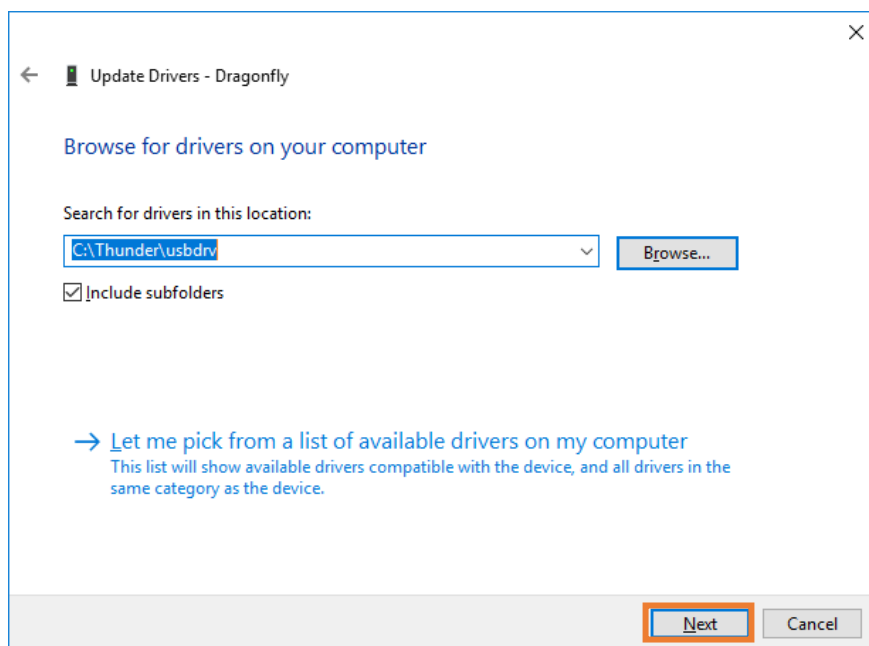 Update Drivers - Dragonfly
Browse for drivers on your computer
Search for drivers in this location:
C:\Thunder\usbdrv
Browse...
Include subfolders
Let me pick from a list of available drivers on my computer
This list will show available drivers compatible with the device, and all drivers in the
same category as the device.
Next
Cancel